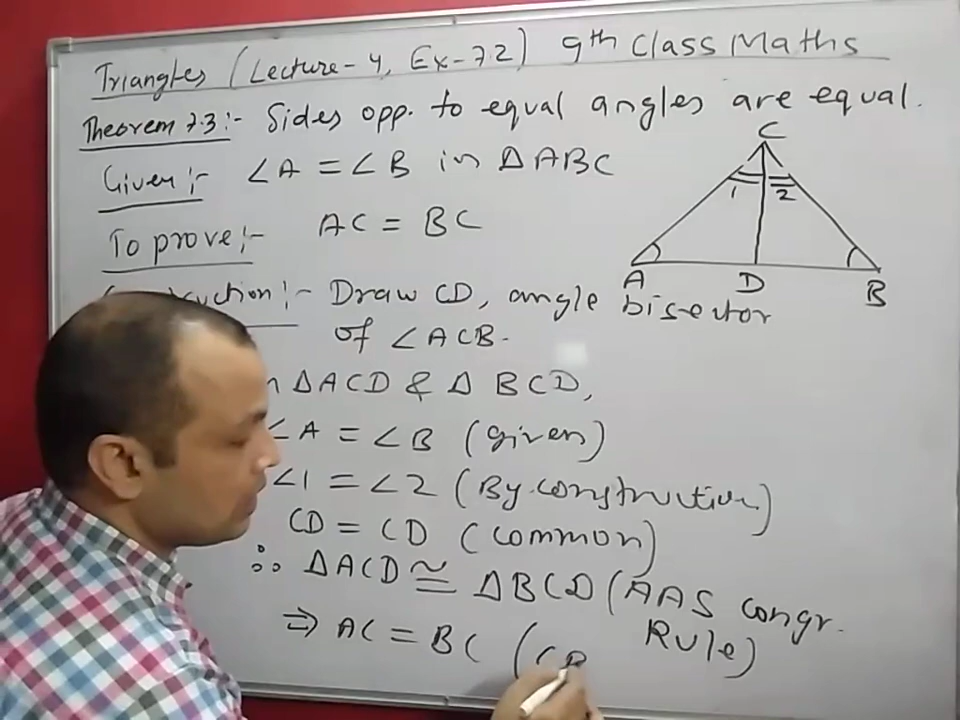 Triangles (Lecture-4, Ex-7.2) 9th Class Maths
Theorem 7.3:- Sides opp. to equal angles are equal.
Given:- ∠A = ∠B in ΔABC
To prove:- AC = BC
:- Draw CD, angle bisector
of ∠ACB.
ΔACD & ΔBCD,
∠A = ∠B (given)
∠1 = ∠2 (By construction)
CD = CD (Common)
∴ ΔACD ≅ ΔBCD (AAS congr. Rule)
⇒ AC = BC (CP
C
1 2
A D B